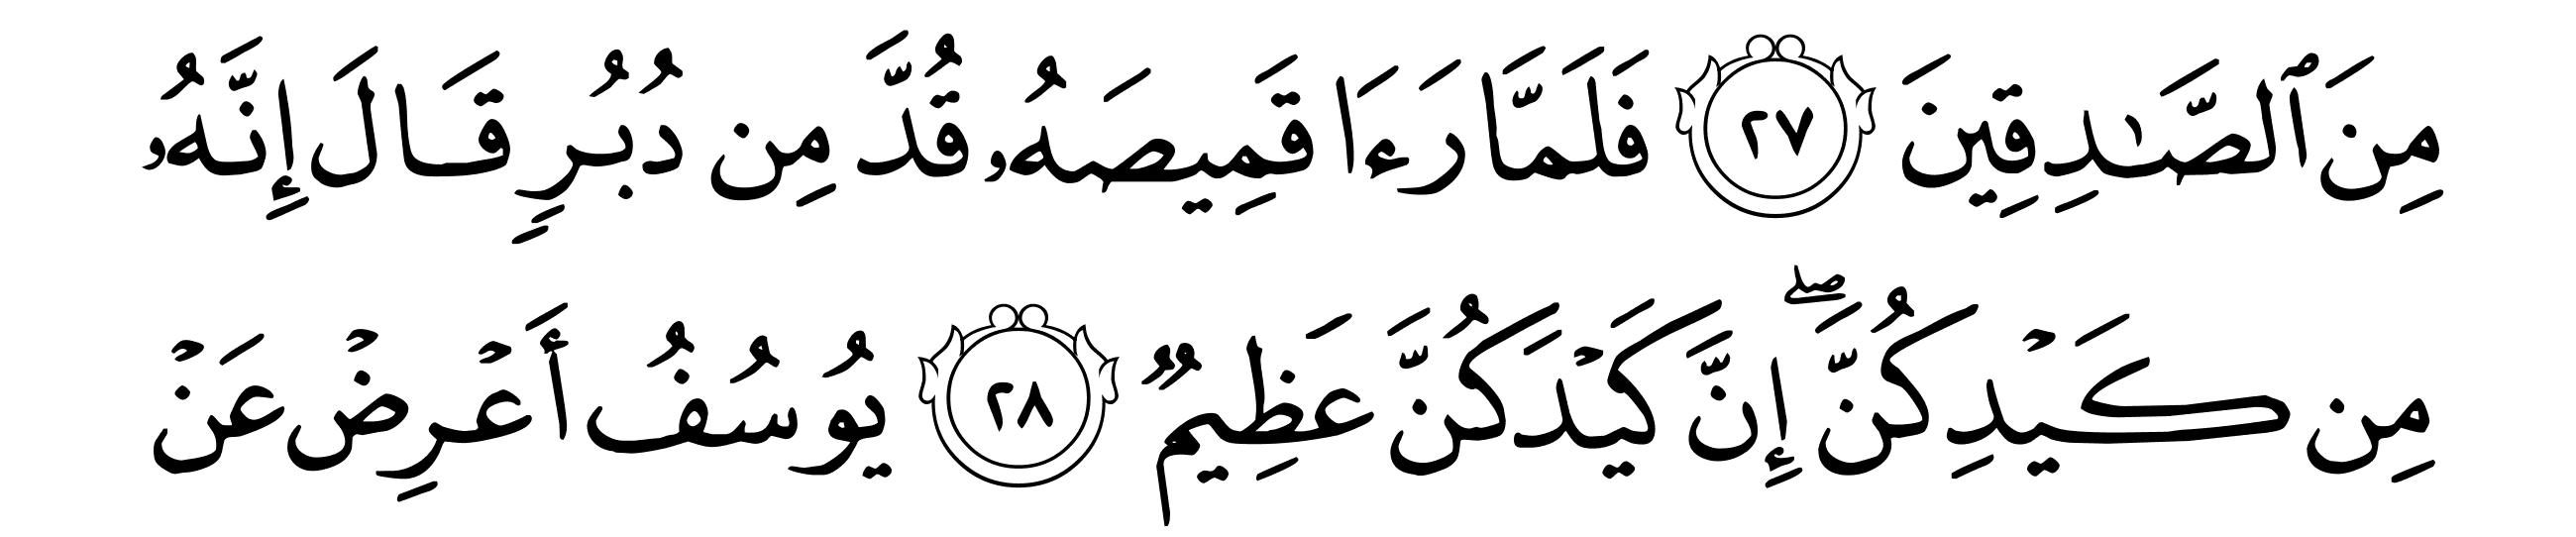 مِنَ ٱلصَّٰدِقِينَ ٢٧ فَلَمَّا رَءَا قَمِيصَهُۥ قُدَّ مِن دُبُرٍ قَالَ إِنَّهُۥ
مِن كَيْدِكُنَّۖ إِنَّ كَيْدَكُنَّ عَظِيمٌ ٢٨ يُوسُفُ أَعْرِضْ عَنْ